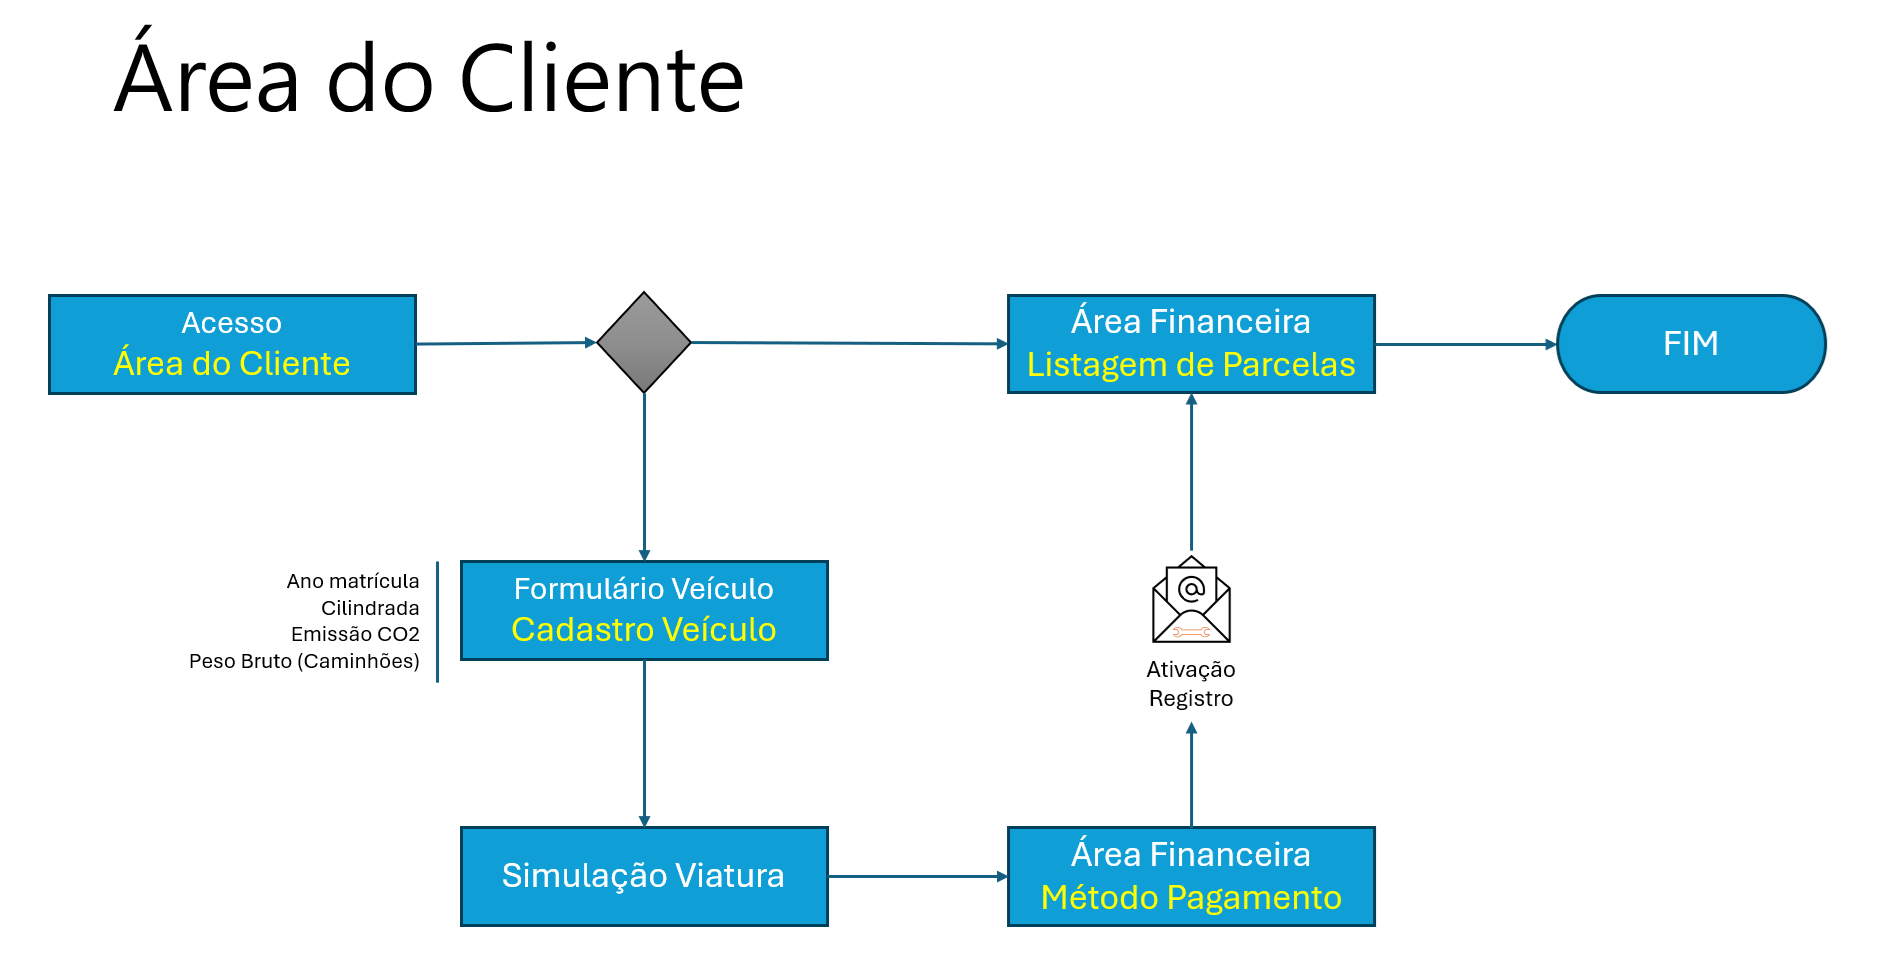 Área do Cliente
Acesso
Área do Cliente
Área Financeira
Listagem de Parcelas
FIM
Ano matrícula
Cilindrada
Emissão CO2
Peso Bruto (Caminhões)
Formulário Veículo
Cadastro Veículo
@
Ativação
Registro
Simulação Viatura
Área Financeira
Método Pagamento